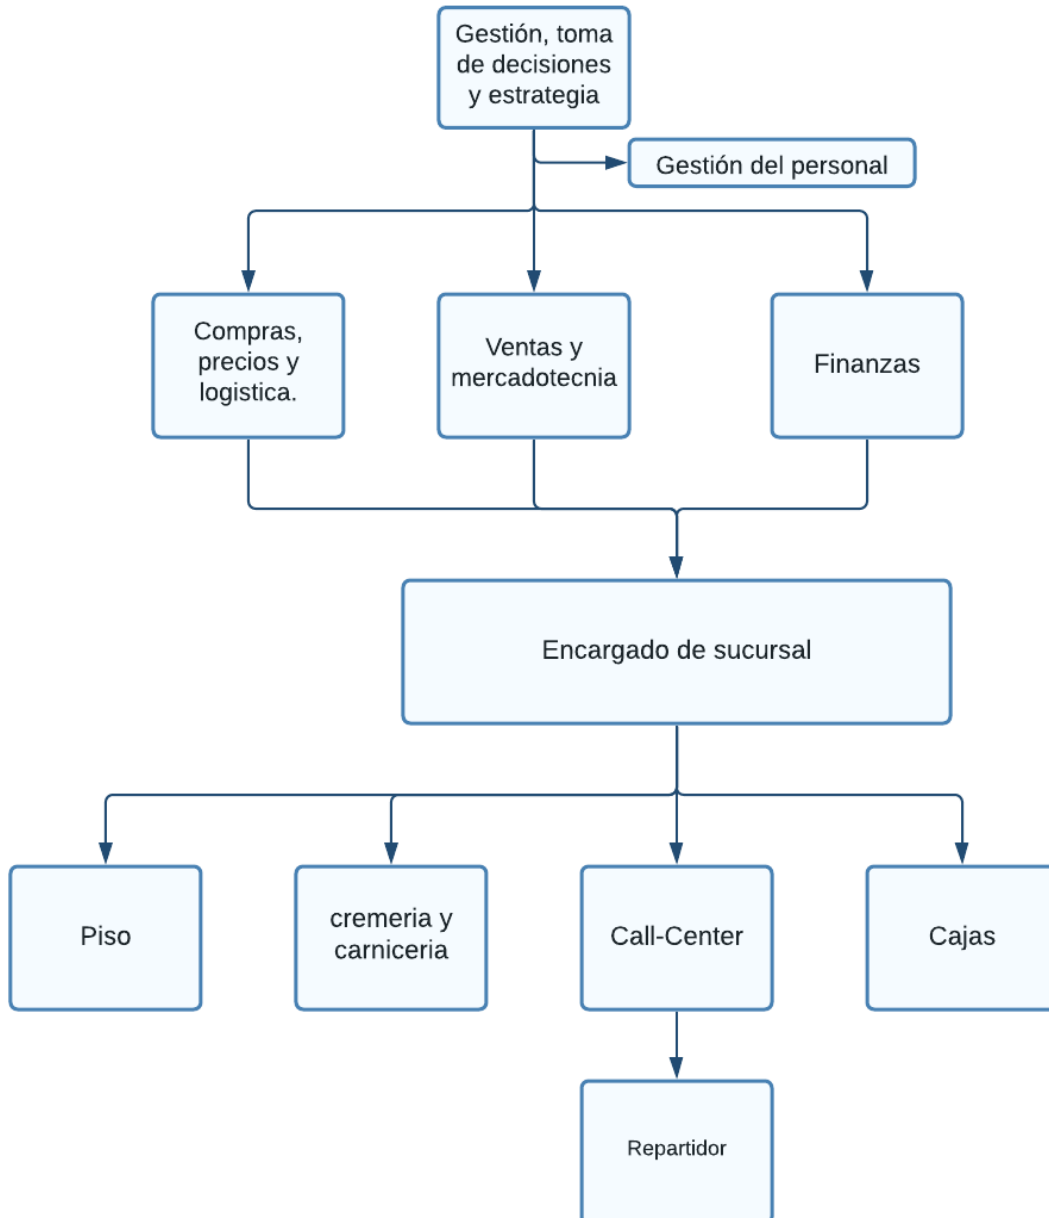 Gestión, toma
de decisiones
y estrategia
Gestión del personal
Compras,
precios y
logistica.
Ventas y
mercadotecnia
Finanzas
Encargado de sucursal
Piso
cremeria y
carniceria
Call-Center
Cajas
Repartidor